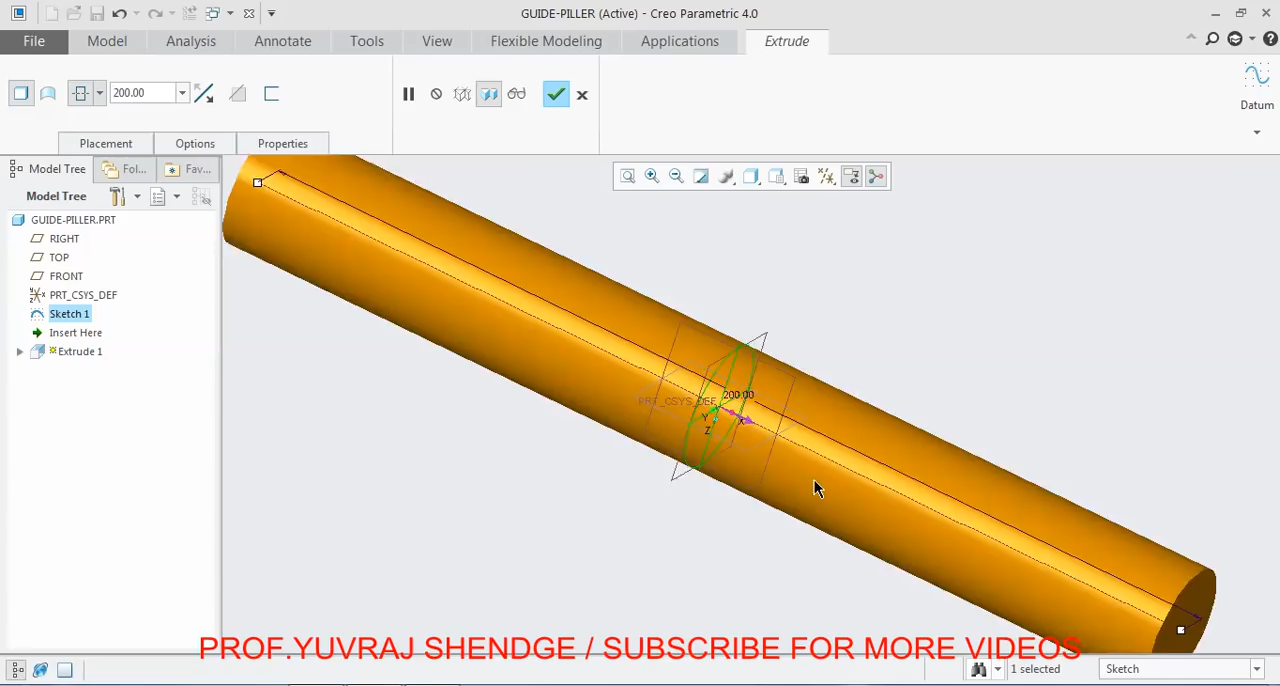 GUIDE-PILLER (Active) - Creo Parametric 4.0
File Model Analysis Annotate Tools View Flexible Modeling Applications Extrude
200.00
Datum
Placement Options Properties
Model Tree Fol... Fav...
Model Tree
GUIDE-PILLER.PRT
RIGHT
TOP
FRONT
PRT_CSYS_DEF
Sketch 1
Insert Here
Extrude 1
200.00
PRT_CSYS_DEF
Y
X
Z
PROF.YUVRAJ SHENDGE / SUBSCRIBE FOR MORE VIDEOS
1 selected
Sketch